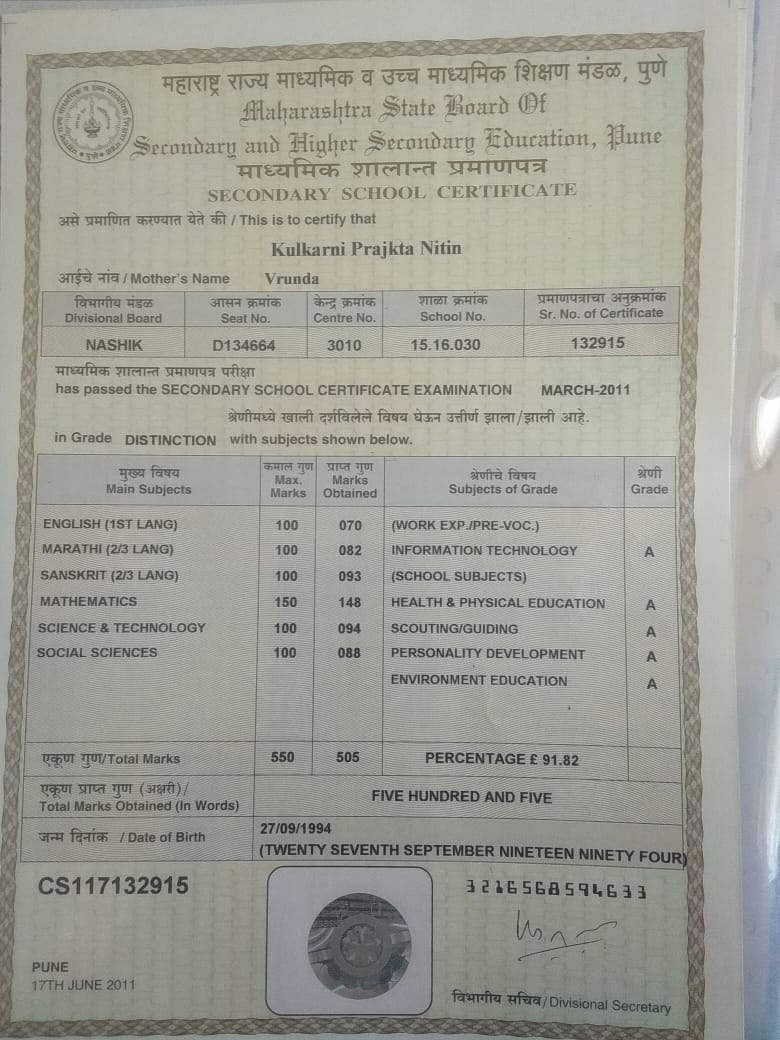 महाराष्ट्र राज्य माध्यमिक व उच्च माध्यमिक शिक्षण मंडळ, पुणे
Maharashtra State Board Of
Secondary and Higher Secondary Education, Pune
माध्यमिक शालान्त प्रमाणपत्र
SECONDARY SCHOOL CERTIFICATE
असे प्रमाणित करण्यात येते की / This is to certify that
Kulkarni Prajkta Nitin
आईचे नांव / Mother's Name Vrunda
विभागीय मंडळ आसन क्रमांक केन्द्र क्रमांक शाळा क्रमांक प्रमाणपत्राचा अनुक्रमांक
Divisional Board Seat No. Centre No. School No. Sr. No. of Certificate
NASHIK D134664 3010 15.16.030 132915
माध्यमिक शालान्त प्रमाणपत्र परीक्षा
has passed the SECONDARY SCHOOL CERTIFICATE EXAMINATION MARCH-2011
श्रेणीमध्ये खाली दर्शविलेले विषय घेऊन उत्तीर्ण झाला/झाली आहे.
in Grade DISTINCTION with subjects shown below.
मुख्य विषय कमाल गुण प्राप्त गुण श्रेणीचे विषय श्रेणी
Main Subjects Max. Marks Marks Obtained Subjects of Grade Grade
ENGLISH (1ST LANG) 100 070 (WORK EXP./PRE-VOC.)
MARATHI (2/3 LANG) 100 082 INFORMATION TECHNOLOGY A
SANSKRIT (2/3 LANG) 100 093 (SCHOOL SUBJECTS)
MATHEMATICS 150 148 HEALTH & PHYSICAL EDUCATION A
SCIENCE & TECHNOLOGY 100 094 SCOUTING/GUIDING A
SOCIAL SCIENCES 100 088 PERSONALITY DEVELOPMENT A
ENVIRONMENT EDUCATION A
एकूण गुण/Total Marks 550 505 PERCENTAGE £ 91.82
एकूण प्राप्त गुण (अक्षरी)/
Total Marks Obtained (In Words) FIVE HUNDRED AND FIVE
जन्म दिनांक / Date of Birth 27/09/1994
(TWENTY SEVENTH SEPTEMBER NINETEEN NINETY FOUR)
CS117132915 3216568594633
PUNE
17TH JUNE 2011
विभागीय सचिव/Divisional Secretary